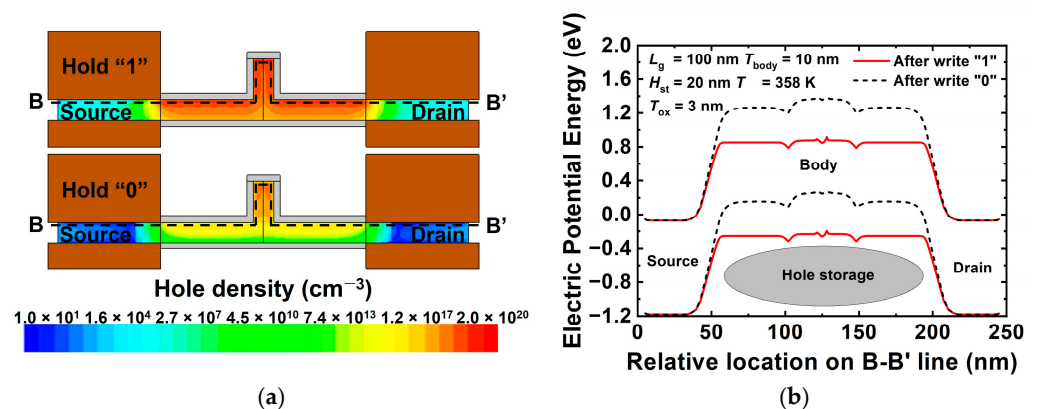 (a)
Hold "1"
B
B'
Source
Drain
Hold "0"
B
B'
Source
Drain
Hole density (cm⁻³)
1.0 × 10¹ 1.6 × 10⁴ 2.7 × 10⁷ 4.5 × 10¹⁰ 7.4 × 10¹³ 1.2 × 10¹⁷ 2.0 × 10²⁰
(a)
(b)
Electric Potential Energy (eV)
2.0
1.6
1.2
0.8
0.4
0.0
−0.4
−0.8
−1.2
L_g = 100 nm T_body = 10 nm
H_st = 20 nm T = 358 K
T_ox = 3 nm
After write "1"
After write "0"
Body
Source
Hole storage
Drain
0 50 100 150 200 250
Relative location on B-B' line (nm)
(b)